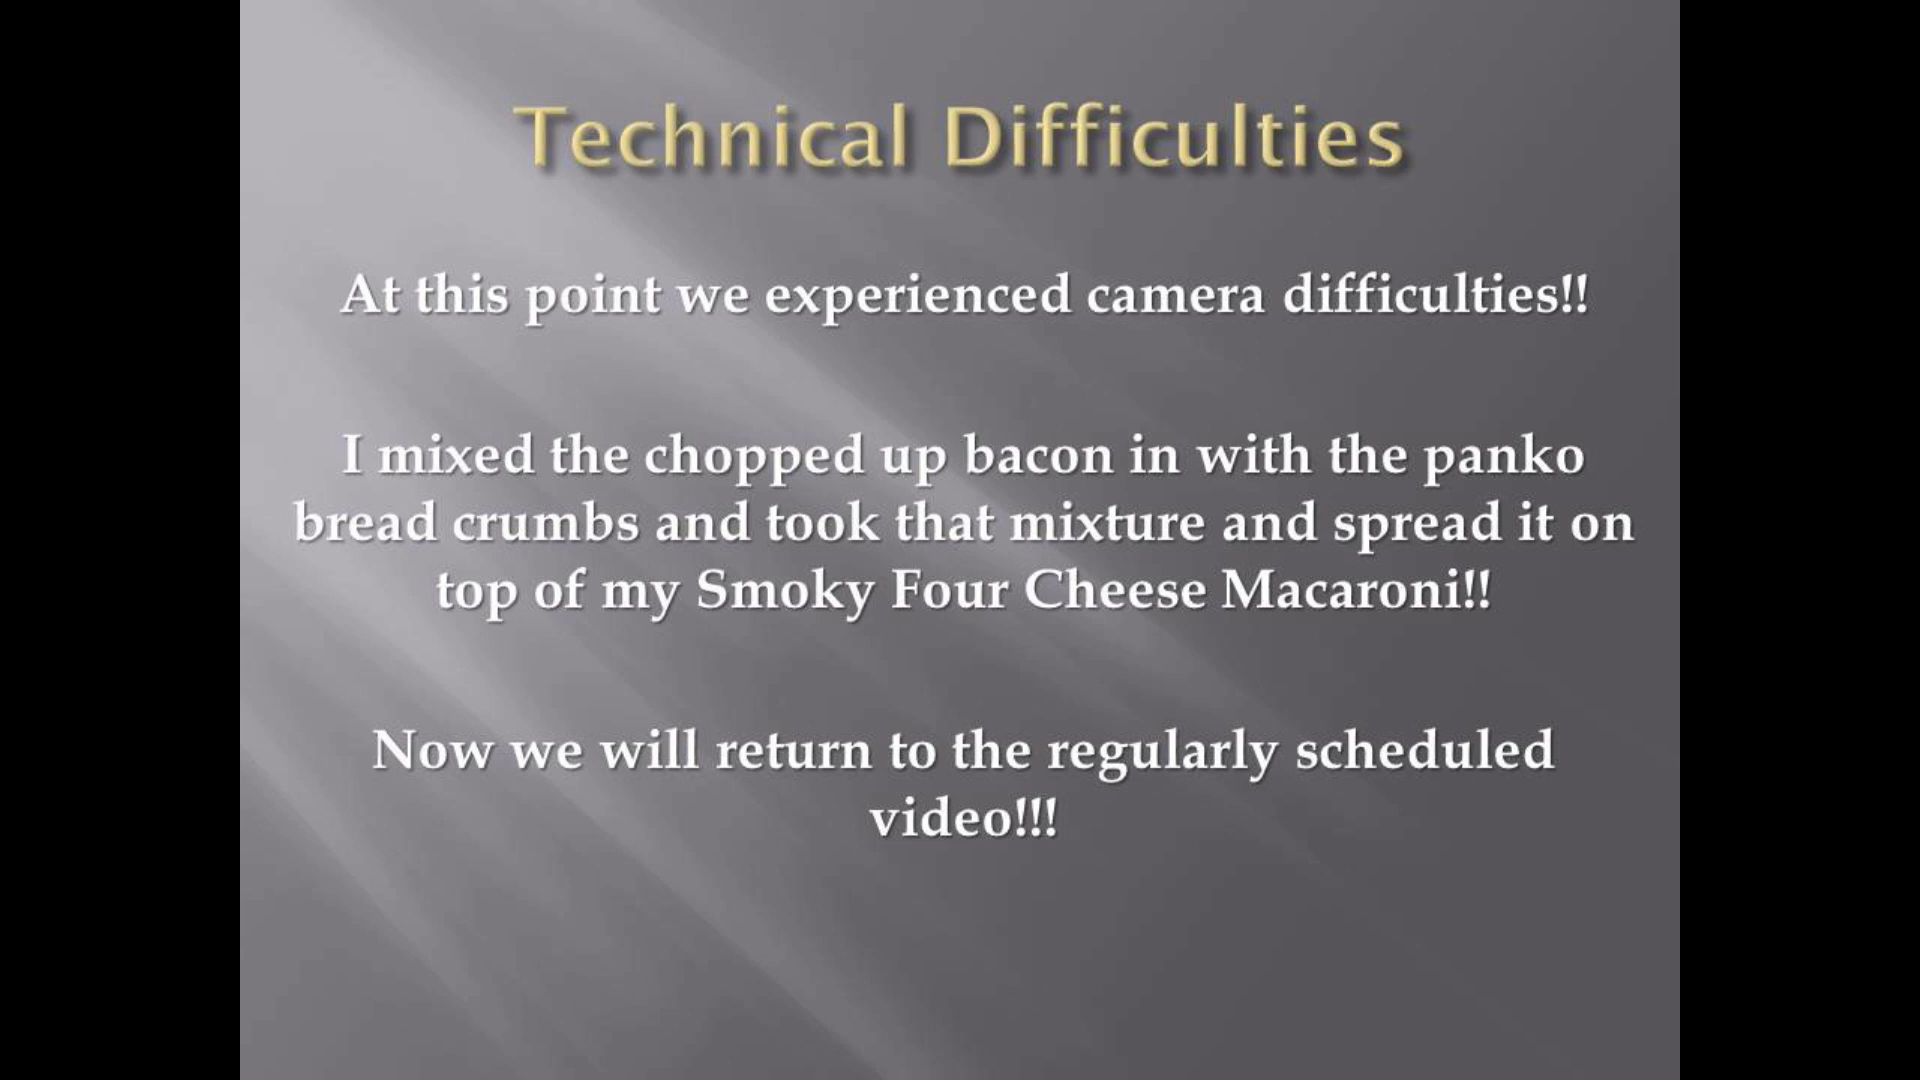 Technical Difficulties
At this point we experienced camera difficulties!!
I mixed the chopped up bacon in with the panko
bread crumbs and took that mixture and spread it on
top of my Smoky Four Cheese Macaroni!!
Now we will return to the regularly scheduled
video!!!